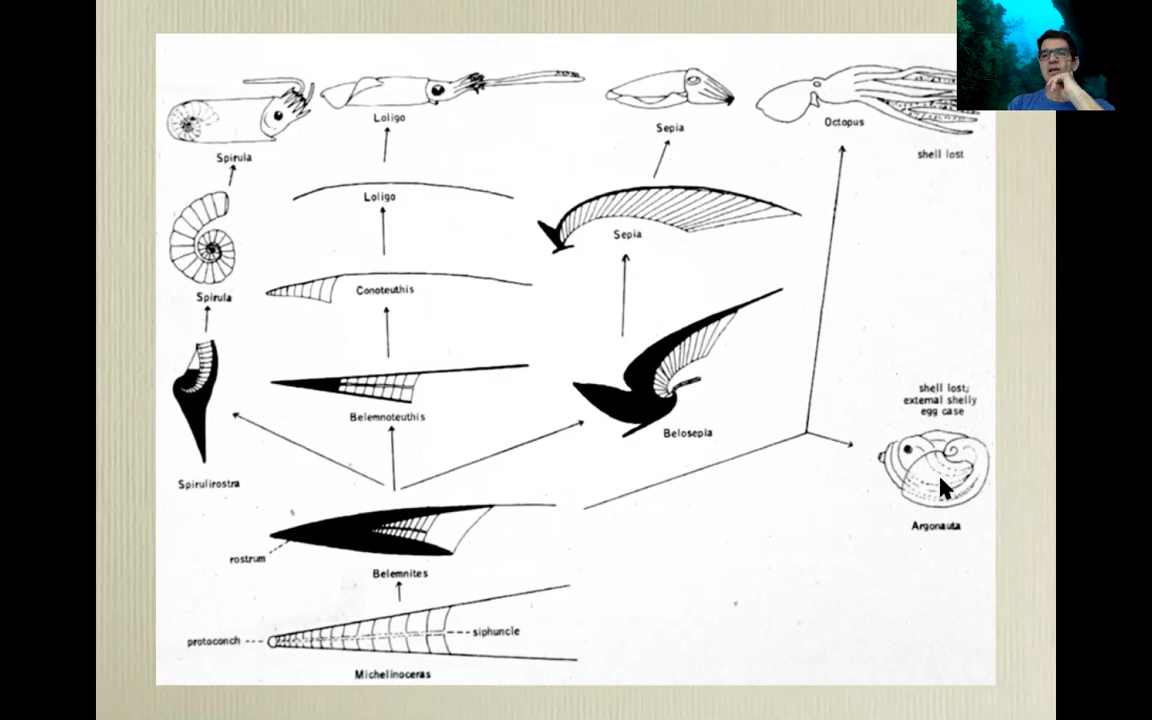 Loligo
Octopus
Sepia
shell lost
Spirula
Loligo
Sepia
Conoteuthis
Spirula
shell lost;
external shelly
egg case
Belemnoteuthis
Belosepia
Spirulirostra
Argonauta
rostrum
Belemnites
siphuncle
protoconch
Michelinoceras